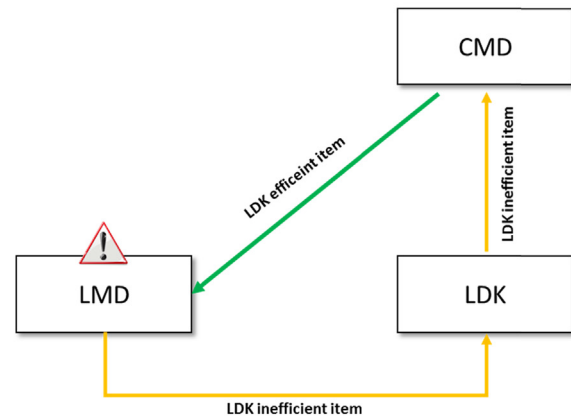 CMD
LDK efficeint item
LDK inefficient item
!
LMD
LDK
LDK inefficient item